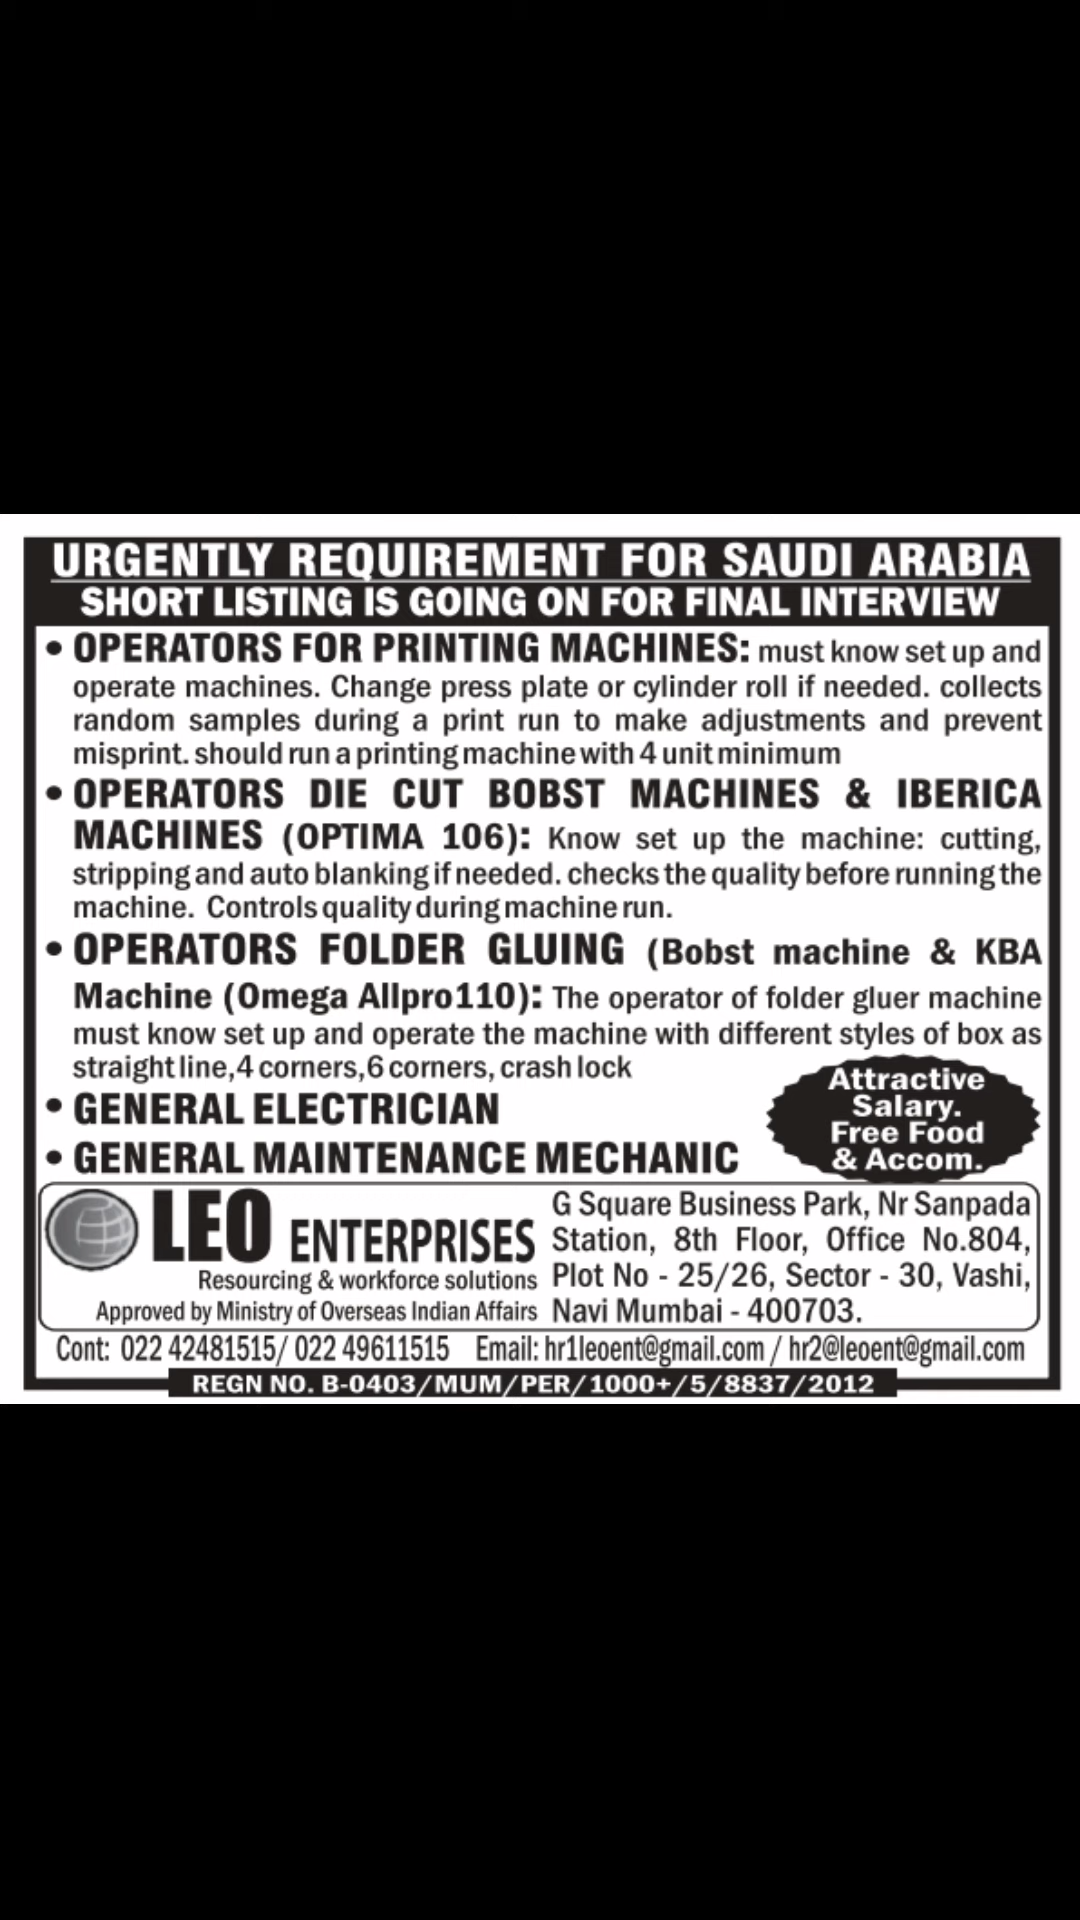 URGENTLY REQUIREMENT FOR SAUDI ARABIA
SHORT LISTING IS GOING ON FOR FINAL INTERVIEW
• OPERATORS FOR PRINTING MACHINES: must know set up and
operate machines. Change press plate or cylinder roll if needed. collects
random samples during a print run to make adjustments and prevent
misprint. should run a printing machine with 4 unit minimum
• OPERATORS DIE CUT BOBST MACHINES & IBERICA
MACHINES (OPTIMA 106): Know set up the machine: cutting,
stripping and auto blanking if needed. checks the quality before running the
machine. Controls quality during machine run.
• OPERATORS FOLDER GLUING (Bobst machine & KBA
Machine (Omega Allpro110): The operator of folder gluer machine
must know set up and operate the machine with different styles of box as
straight line,4 corners,6 corners, crash lock
• GENERAL ELECTRICIAN
• GENERAL MAINTENANCE MECHANIC
Attractive
Salary.
Free Food
& Accom.
LEO ENTERPRISES
Resourcing & workforce solutions
Approved by Ministry of Overseas Indian Affairs
G Square Business Park, Nr Sanpada
Station, 8th Floor, Office No.804,
Plot No - 25/26, Sector - 30, Vashi,
Navi Mumbai - 400703.
Cont: 022 42481515/ 022 49611515 Email: hr1leoent@gmail.com / hr2@leoent@gmail.com
REGN NO. B-0403/MUM/PER/1000+/5/8837/2012